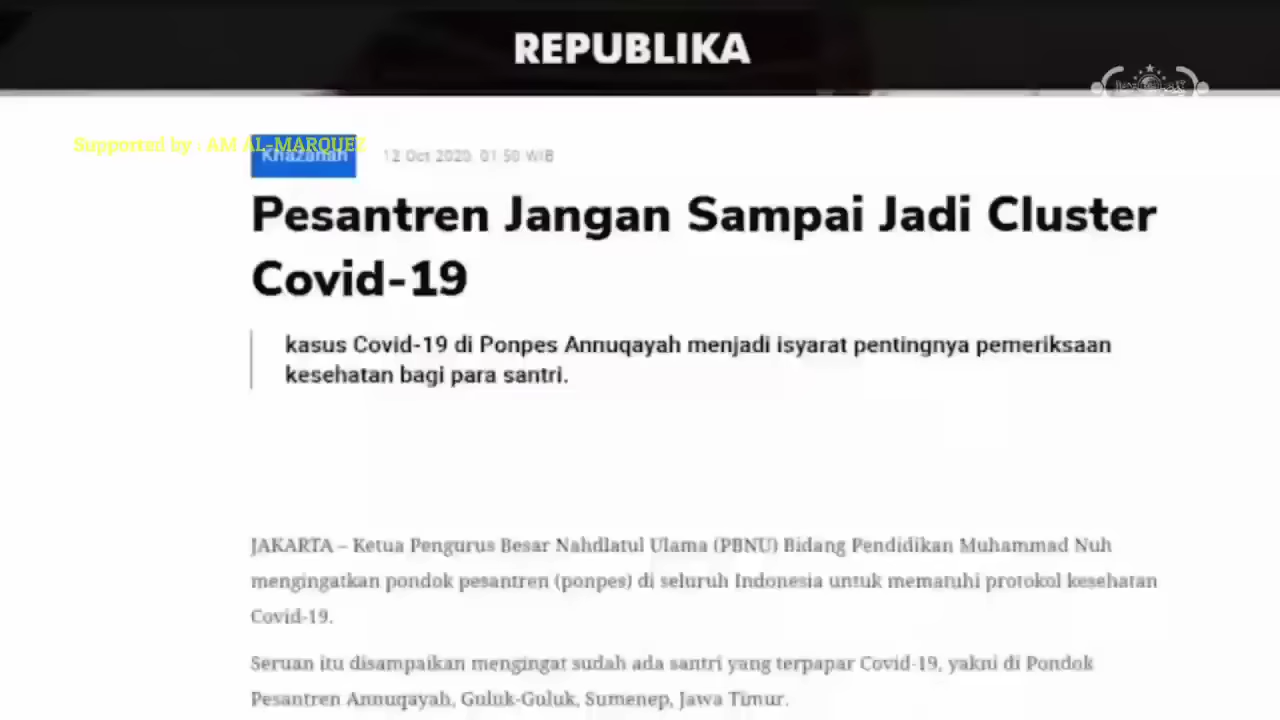 REPUBLIKA
Supported by : AM AL-MARQUEZ
Khazanah 12 Oct 2020, 01:50 WIB
Pesantren Jangan Sampai Jadi Cluster
Covid-19
kasus Covid-19 di Ponpes Annuqayah menjadi isyarat pentingnya pemeriksaan
kesehatan bagi para santri.
JAKARTA – Ketua Pengurus Besar Nahdlatul Ulama (PBNU) Bidang Pendidikan Muhammad Nuh
mengingatkan pondok pesantren (ponpes) di seluruh Indonesia untuk mematuhi protokol kesehatan
Covid-19.
Seruan itu disampaikan mengingat sudah ada santri yang terpapar Covid-19, yakni di Pondok
Pesantren Annuqayah, Guluk-Guluk, Sumenep, Jawa Timur.